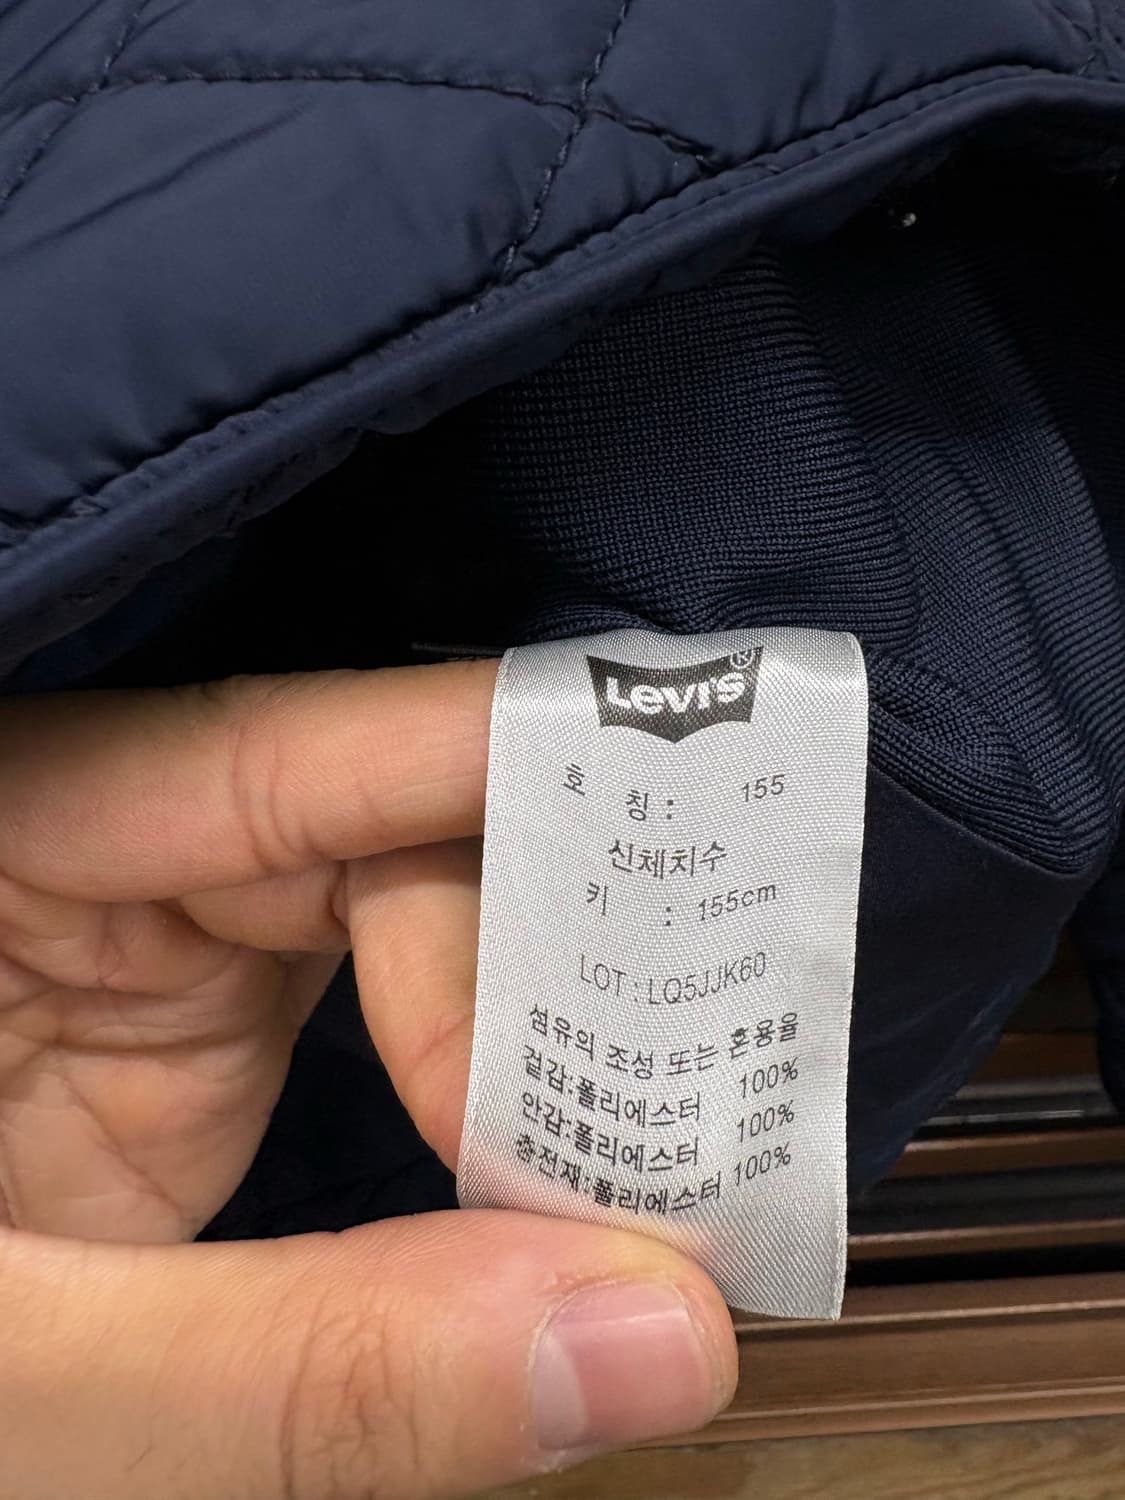 Levi's®
호 칭 : 155
신체치수
키 : 155cm
LOT : LQ5JJK60
섬유의 조성 또는 혼용율
겉감:폴리에스터 100%
안감:폴리에스터 100%
충전재:폴리에스터 100%